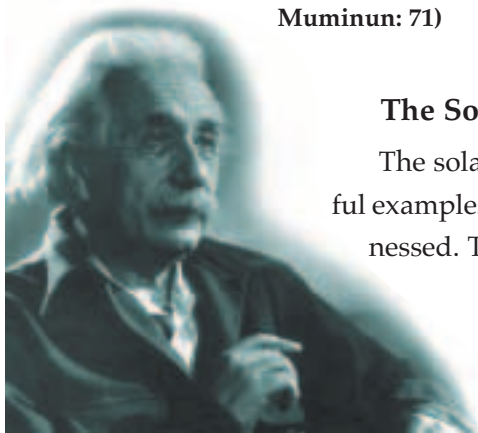 Muminun: 71)
The So
The sola
ful example
nessed. T